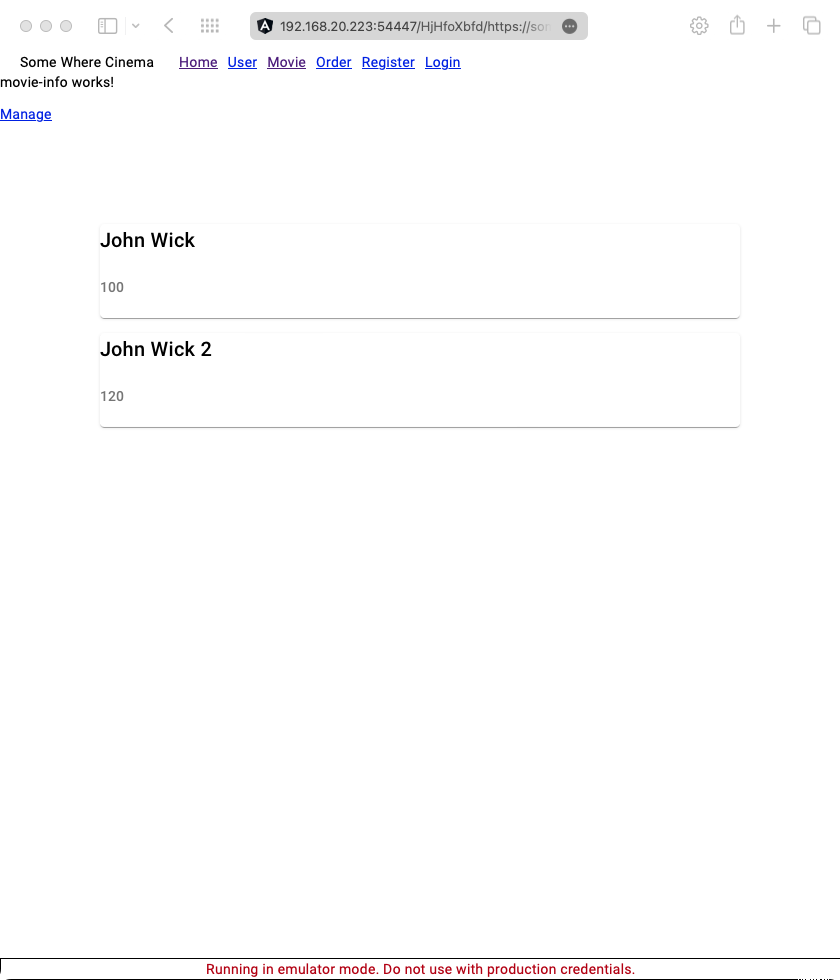 192.168.20.223:54447/HjHfoXbfd/https://so
Some Where Cinema Home User Movie Order Register Login
movie-info works!
Manage
John Wick
100
John Wick 2
120
Running in emulator mode. Do not use with production credentials.